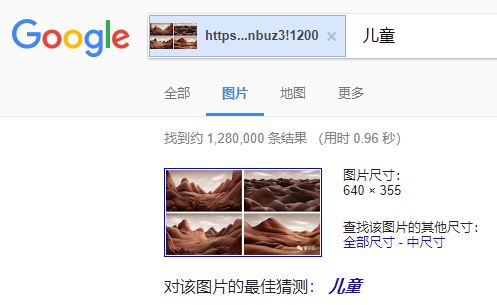 Google
https...nbuz3!1200 × 儿童
全部 图片 地图 更多
找到约 1,280,000 条结果 （用时 0.96 秒）
图片尺寸：
640 × 355
查找该图片的其他尺寸：
全部尺寸 - 中尺寸
对该图片的最佳猜测： 儿童